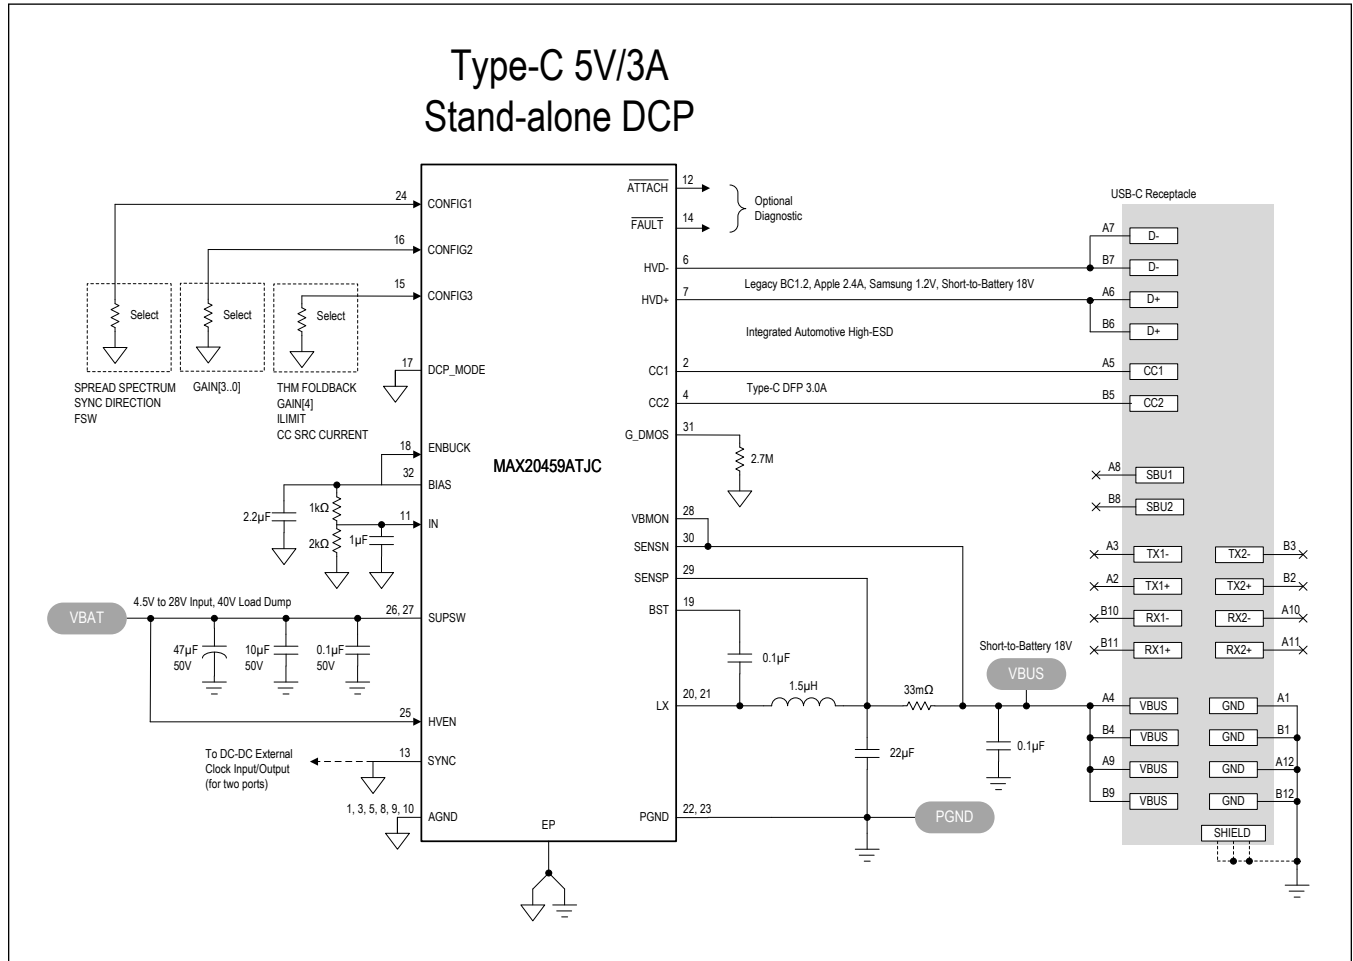 Type-C 5V/3A
Stand-alone DCP
24
CONFIG1
16
CONFIG2
15
CONFIG3
Select
Select
Select
SPREAD SPECTRUM
SYNC DIRECTION
FSW
GAIN[3..0]
THM FOLDBACK
GAIN[4]
ILIMIT
CC SRC CURRENT
17
DCP_MODE
18
ENBUCK
32
BIAS
2.2µF
1kΩ
2kΩ
1µF
11
IN
VBAT
4.5V to 28V Input, 40V Load Dump
26, 27
SUPSW
47µF
50V
10µF
50V
0.1µF
50V
25
HVEN
To DC-DC External
Clock Input/Output
(for two ports)
13
SYNC
1, 3, 5, 8, 9, 10
AGND
MAX20459ATJC
EP
ATTACH
12
FAULT
14
Optional
Diagnostic
HVD-
6
Legacy BC1.2, Apple 2.4A, Samsung 1.2V, Short-to-Battery 18V
HVD+
7
Integrated Automotive High-ESD
CC1
2
Type-C DFP 3.0A
CC2
4
G_DMOS
31
2.7M
VBMON
28
SENSN
30
SENSP
29
BST
19
0.1µF
LX
20, 21
1.5µH
33mΩ
22µF
0.1µF
Short-to-Battery 18V
VBUS
PGND
22, 23
PGND
USB-C Receptacle
A7
D-
B7
D-
A6
D+
B6
D+
A5
CC1
B5
CC2
A8
SBU1
B8
SBU2
A3
TX1-
TX2-
B3
A2
TX1+
TX2+
B2
B10
RX1-
RX2-
A10
B11
RX1+
RX2+
A11
A4
VBUS
GND
A1
B4
VBUS
GND
B1
A9
VBUS
GND
A12
B9
VBUS
GND
B12
SHIELD